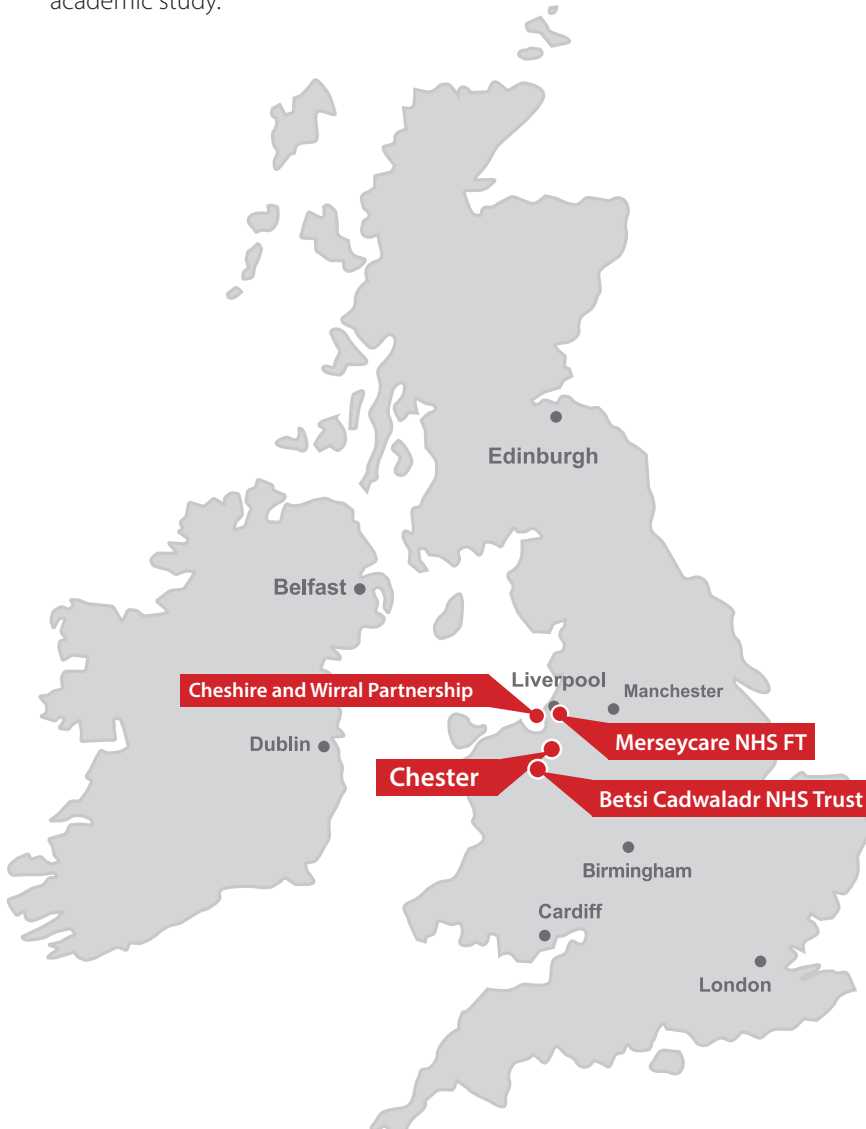 academic study.
Edinburgh
Belfast
Liverpool
Cheshire and Wirral Partnership
Manchester
Dublin
Merseycare NHS FT
Chester
Betsi Cadwaladr NHS Trust
Birmingham
Cardiff
London